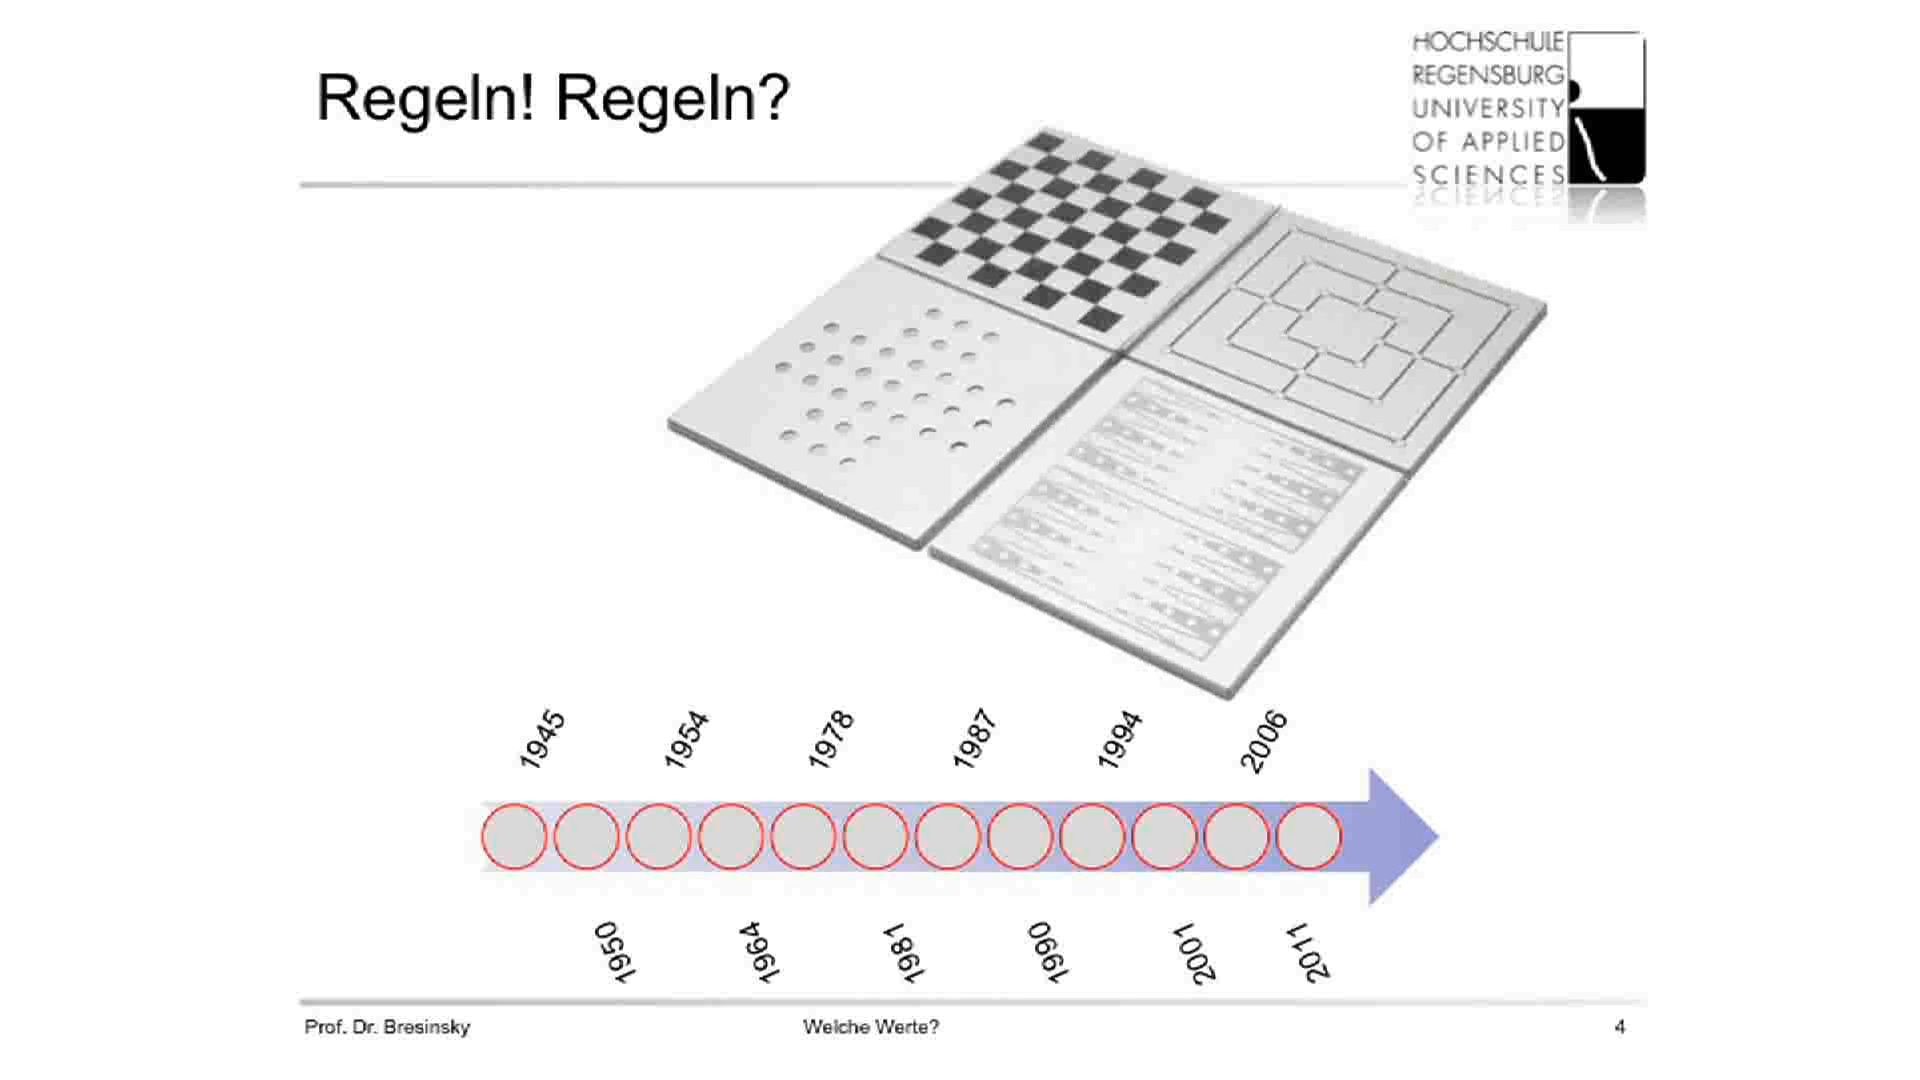 Regeln! Regeln?
HOCHSCHULE
REGENSBURG
UNIVERSITY
OF APPLIED
SCIENCES
1945
1954
1978
1987
1994
2006
1950
1964
1981
1990
2001
2011
Prof. Dr. Bresinsky
Welche Werte?
4